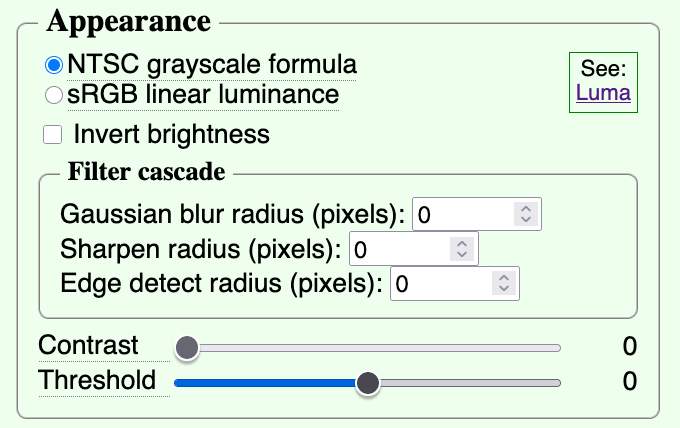 Appearance
NTSC grayscale formula
sRGB linear luminance
See:
Luma
Invert brightness
Filter cascade
Gaussian blur radius (pixels): 0
Sharpen radius (pixels): 0
Edge detect radius (pixels): 0
Contrast 0
Threshold 0